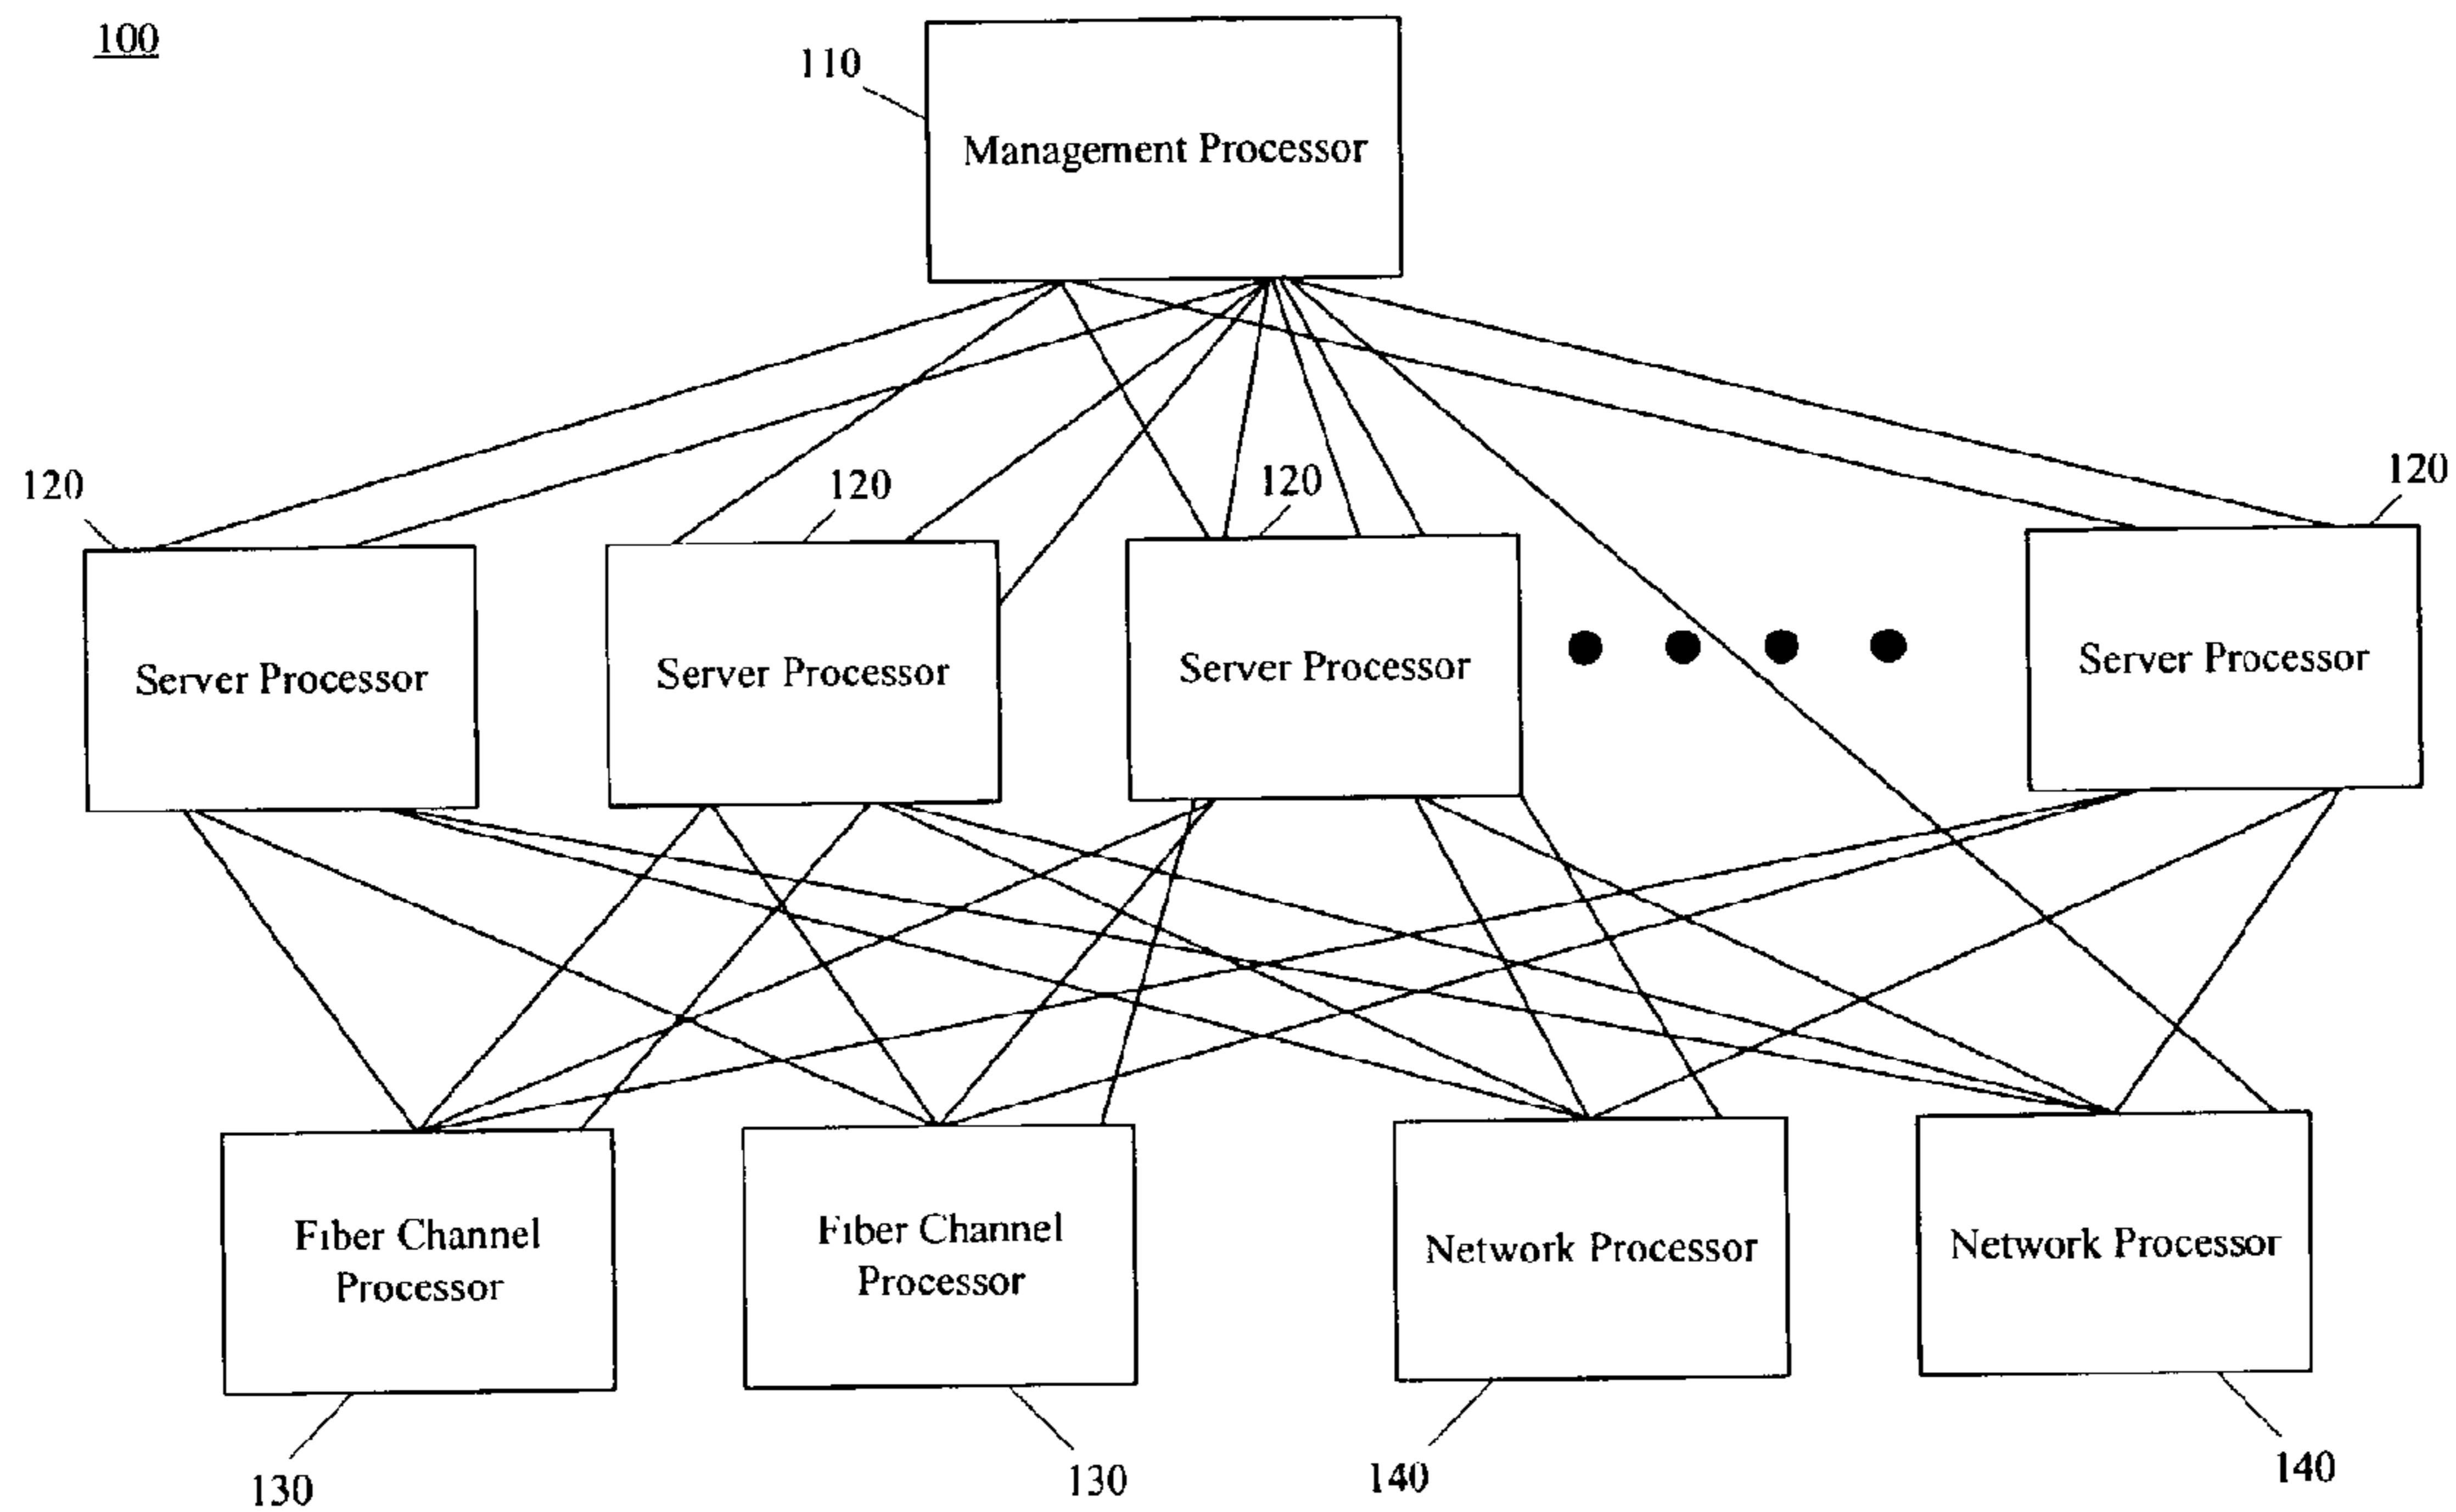 100
110
Management Processor
120
120
120
120
Server Processor
Server Processor
Server Processor
Server Processor
Fiber Channel
Processor
Fiber Channel
Processor
Network Processor
Network Processor
130
130
140
140